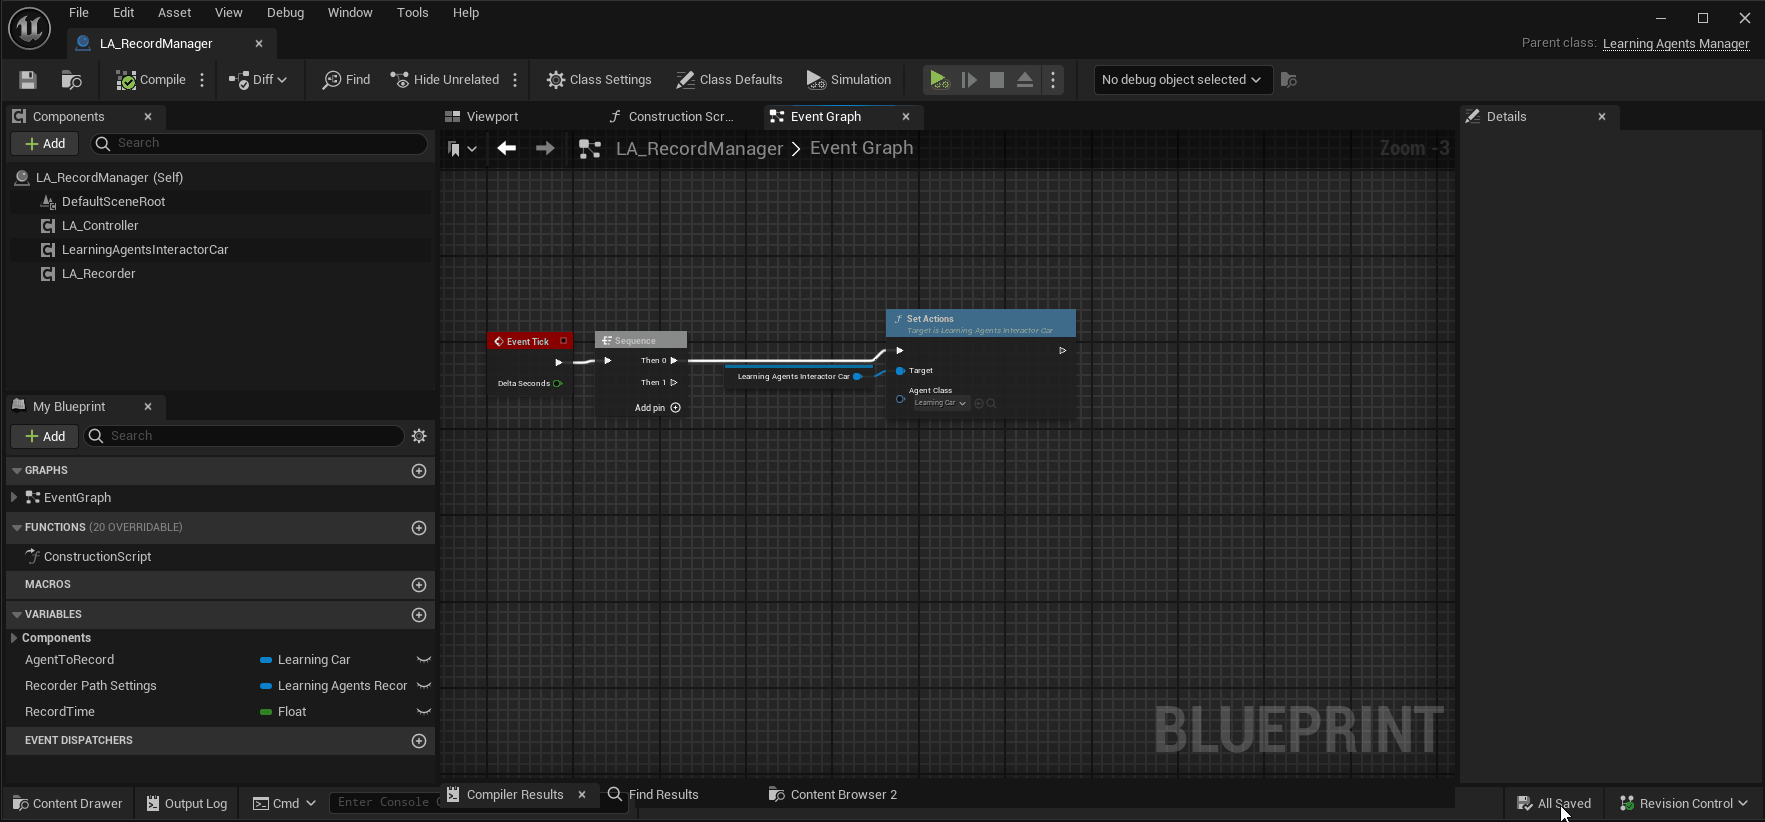 File Edit Asset View Debug Window Tools Help
LA_RecordManager
Parent class: Learning Agents Manager
Compile Diff Find Hide Unrelated Class Settings Class Defaults Simulation No debug object selected
Components
Add Search
LA_RecordManager (Self)
DefaultSceneRoot
LA_Controller
LearningAgentsInteractorCar
LA_Recorder
My Blueprint
Add Search
GRAPHS
EventGraph
FUNCTIONS (20 OVERRIDABLE)
ConstructionScript
MACROS
VARIABLES
Components
AgentToRecord Learning Car
Recorder Path Settings Learning Agents Recor
RecordTime Float
EVENT DISPATCHERS
Viewport Construction Scr... Event Graph
LA_RecordManager > Event Graph Zoom -3
Event Tick
Delta Seconds
Sequence
Then 0
Then 1
Add pin
Learning Agents Interactor Car
Set Actions
Target is Learning Agents Interactor Car
Target
Agent Class
Learning Car
BLUEPRINT
Details
Compiler Results Find Results Content Browser 2
Content Drawer Output Log Cmd Enter Console C All Saved Revision Control